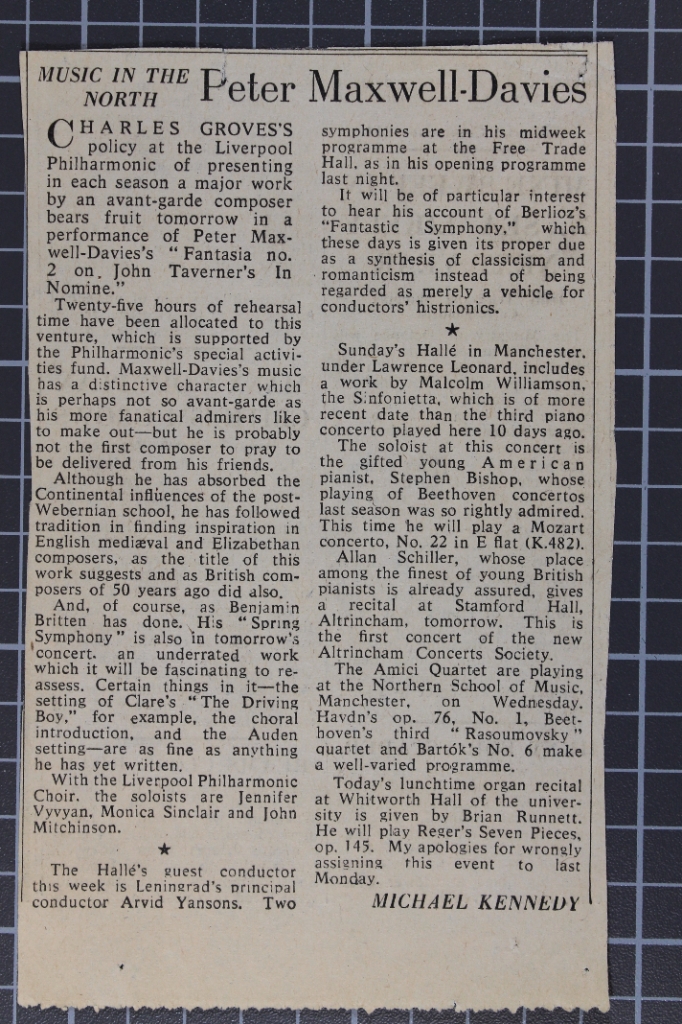 MUSIC IN THE
NORTH
Peter Maxwell-Davies
CHARLES GROVES'S
policy at the Liverpool
Philharmonic of presenting
in each season a major work
by an avant-garde composer
bears fruit tomorrow in a
performance of Peter Max-
well-Davies's "Fantasia no.
2 on John Taverner's In
Nomine."
Twenty-five hours of rehearsal
time have been allocated to this
venture, which is supported by
the Philharmonic's special activi-
ties fund. Maxwell-Davies's music
has a distinctive character which
is perhaps not so avant-garde as
his more fanatical admirers like
to make out—but he is probably
not the first composer to pray to
be delivered from his friends.
Although he has absorbed the
Continental influences of the post-
Webernian school, he has followed
tradition in finding inspiration in
English mediæval and Elizabethan
composers, as the title of this
work suggests and as British com-
posers of 50 years ago did also.
And, of course, as Benjamin
Britten has done. His "Spring
Symphony" is also in tomorrow's
concert, an underrated work
which it will be fascinating to re-
assess. Certain things in it—the
setting of Clare's "The Driving
Boy," for example, the choral
introduction, and the Auden
setting—are as fine as anything
he has yet written.
With the Liverpool Philharmonic
Choir, the soloists are Jennifer
Vyvyan, Monica Sinclair and John
Mitchinson.
★
The Hallé's guest conductor
this week is Leningrad's principal
conductor Arvid Yansons. Two
symphonies are in his midweek
programme at the Free Trade
Hall, as in his opening programme
last night.
It will be of particular interest
to hear his account of Berlioz's
"Fantastic Symphony," which
these days is given its proper due
as a synthesis of classicism and
romanticism instead of being
regarded as merely a vehicle for
conductors' histrionics.
★
Sunday's Hallé in Manchester,
under Lawrence Leonard, includes
a work by Malcolm Williamson,
the Sinfonietta, which is of more
recent date than the third piano
concerto played here 10 days ago.
The soloist at this concert is
the gifted young American
pianist, Stephen Bishop, whose
playing of Beethoven concertos
last season was so rightly admired.
This time he will play a Mozart
concerto, No. 22 in E flat (K.482).
Allan Schiller, whose place
among the finest of young British
pianists is already assured, gives
a recital at Stamford Hall,
Altrincham, tomorrow. This is
the first concert of the new
Altrincham Concerts Society.
The Amici Quartet are playing
at the Northern School of Music,
Manchester, on Wednesday.
Haydn's op. 76, No. 1, Beet-
hoven's third "Rasoumovsky"
quartet and Bartók's No. 6 make
a well-varied programme.
Today's lunchtime organ recital
at Whitworth Hall of the univer-
sity is given by Brian Runnett.
He will play Reger's Seven Pieces,
op. 145. My apologies for wrongly
assigning this event to last
Monday.
MICHAEL KENNEDY